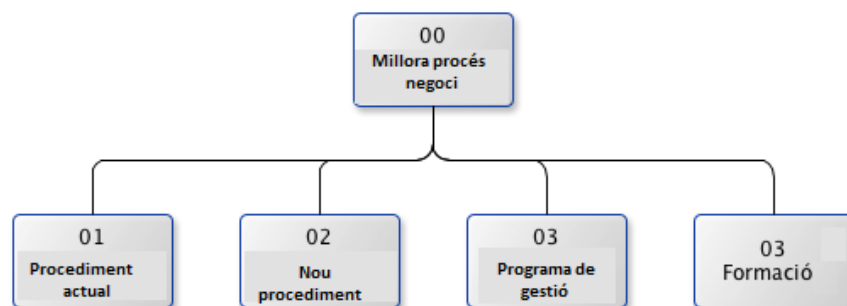 00
Millora procés
negoci
01
Procediment
actual
02
Nou
procediment
03
Programa de
gestió
03
Formació